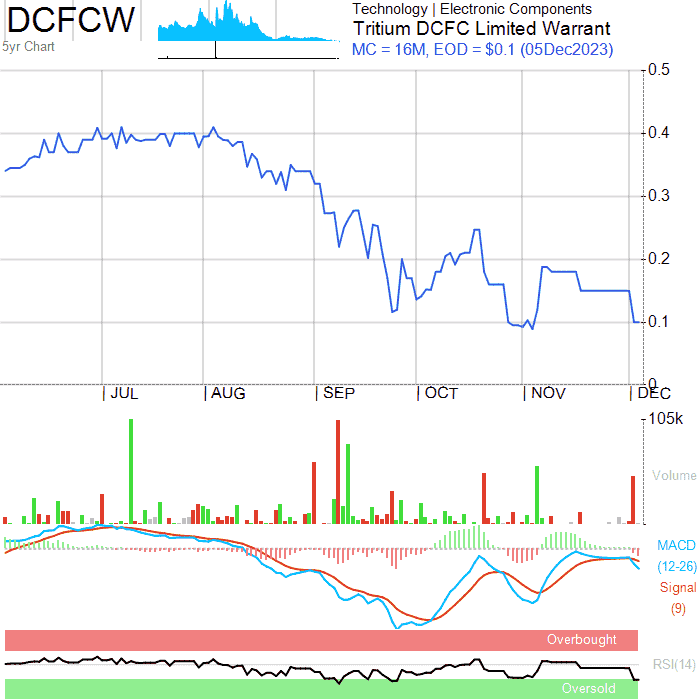 DCFCW
5yr Chart
Technology | Electronic Components
Tritium DCFC Limited Warrant
MC = 16M, EOD = $0.1 (05Dec2023)
0.5
0.4
0.3
0.2
0.1
0
JUL
AUG
SEP
OCT
NOV
DEC
105k
Volume
MACD
(12-26)
Signal
(9)
Overbought
RSI(14)
Oversold